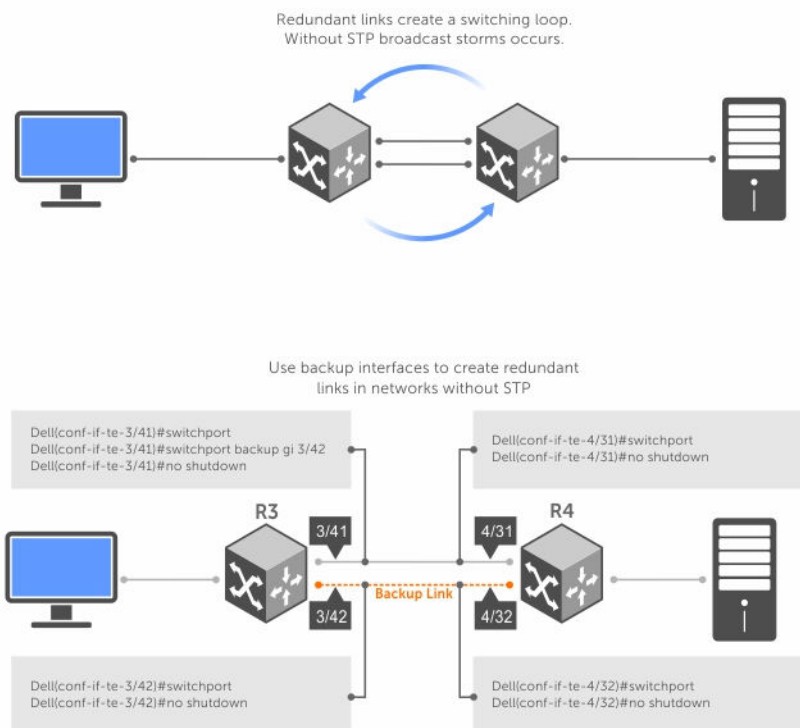 Redundant links create a switching loop.
Without STP broadcast storms occurs.
Use backup interfaces to create redundant
links in networks without STP
Dell(conf-if-te-3/41)#switchport
Dell(conf-if-te-3/41)#switchport backup gi 3/42
Dell(conf-if-te-3/41)#no shutdown
Dell(conf-if-te-4/31)#switchport
Dell(conf-if-te-4/31)#no shutdown
R3
R4
3/41
4/31
Backup Link
3/42
4/32
Dell(conf-if-te-3/42)#switchport
Dell(conf-if-te-3/42)#no shutdown
Dell(conf-if-te-4/32)#switchport
Dell(conf-if-te-4/32)#no shutdown